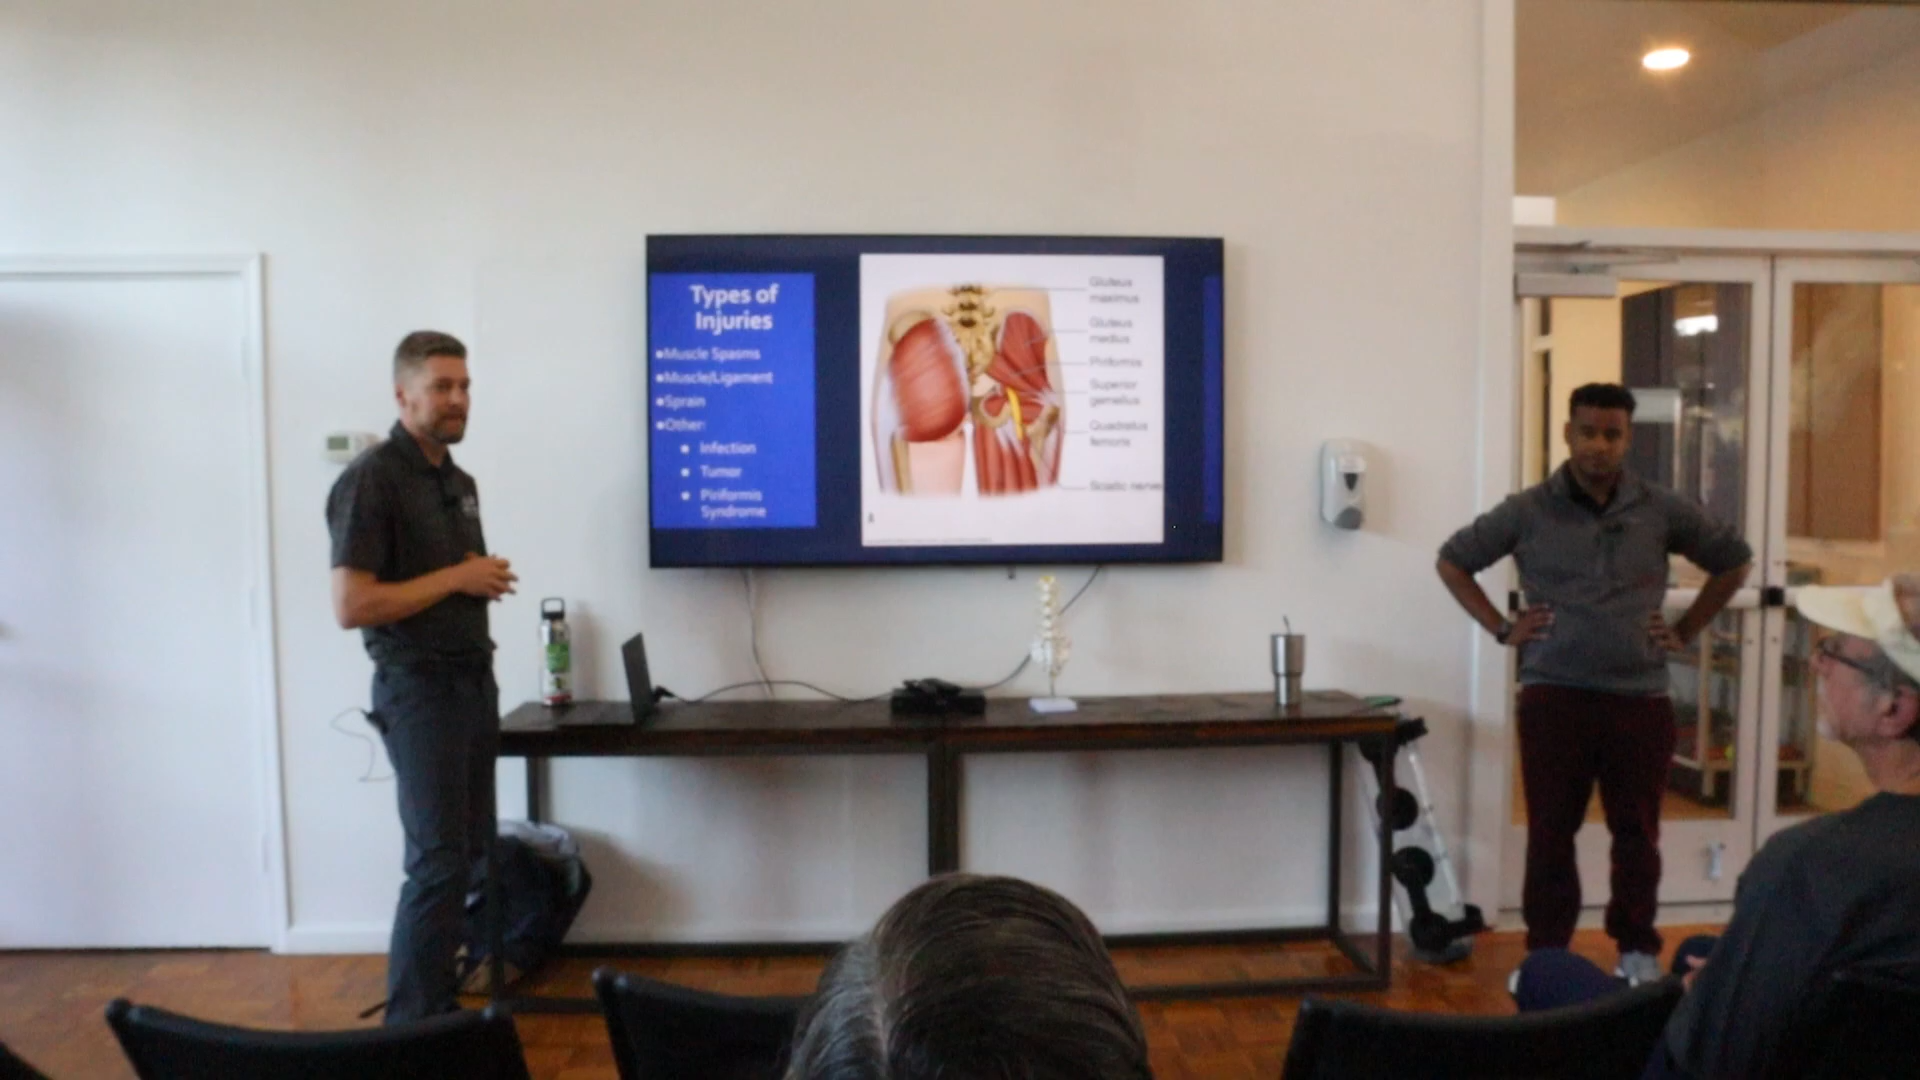 Types of
Injuries
Muscle Spasms
Muscle/Ligament
Sprain
Other:
Infection
Tumor
Piriformis
Syndrome
Gluteus
maximus
Gluteus
medius
Piriformis
Superior
gemellus
Quadratus
femoris
Sciatic nerve
A